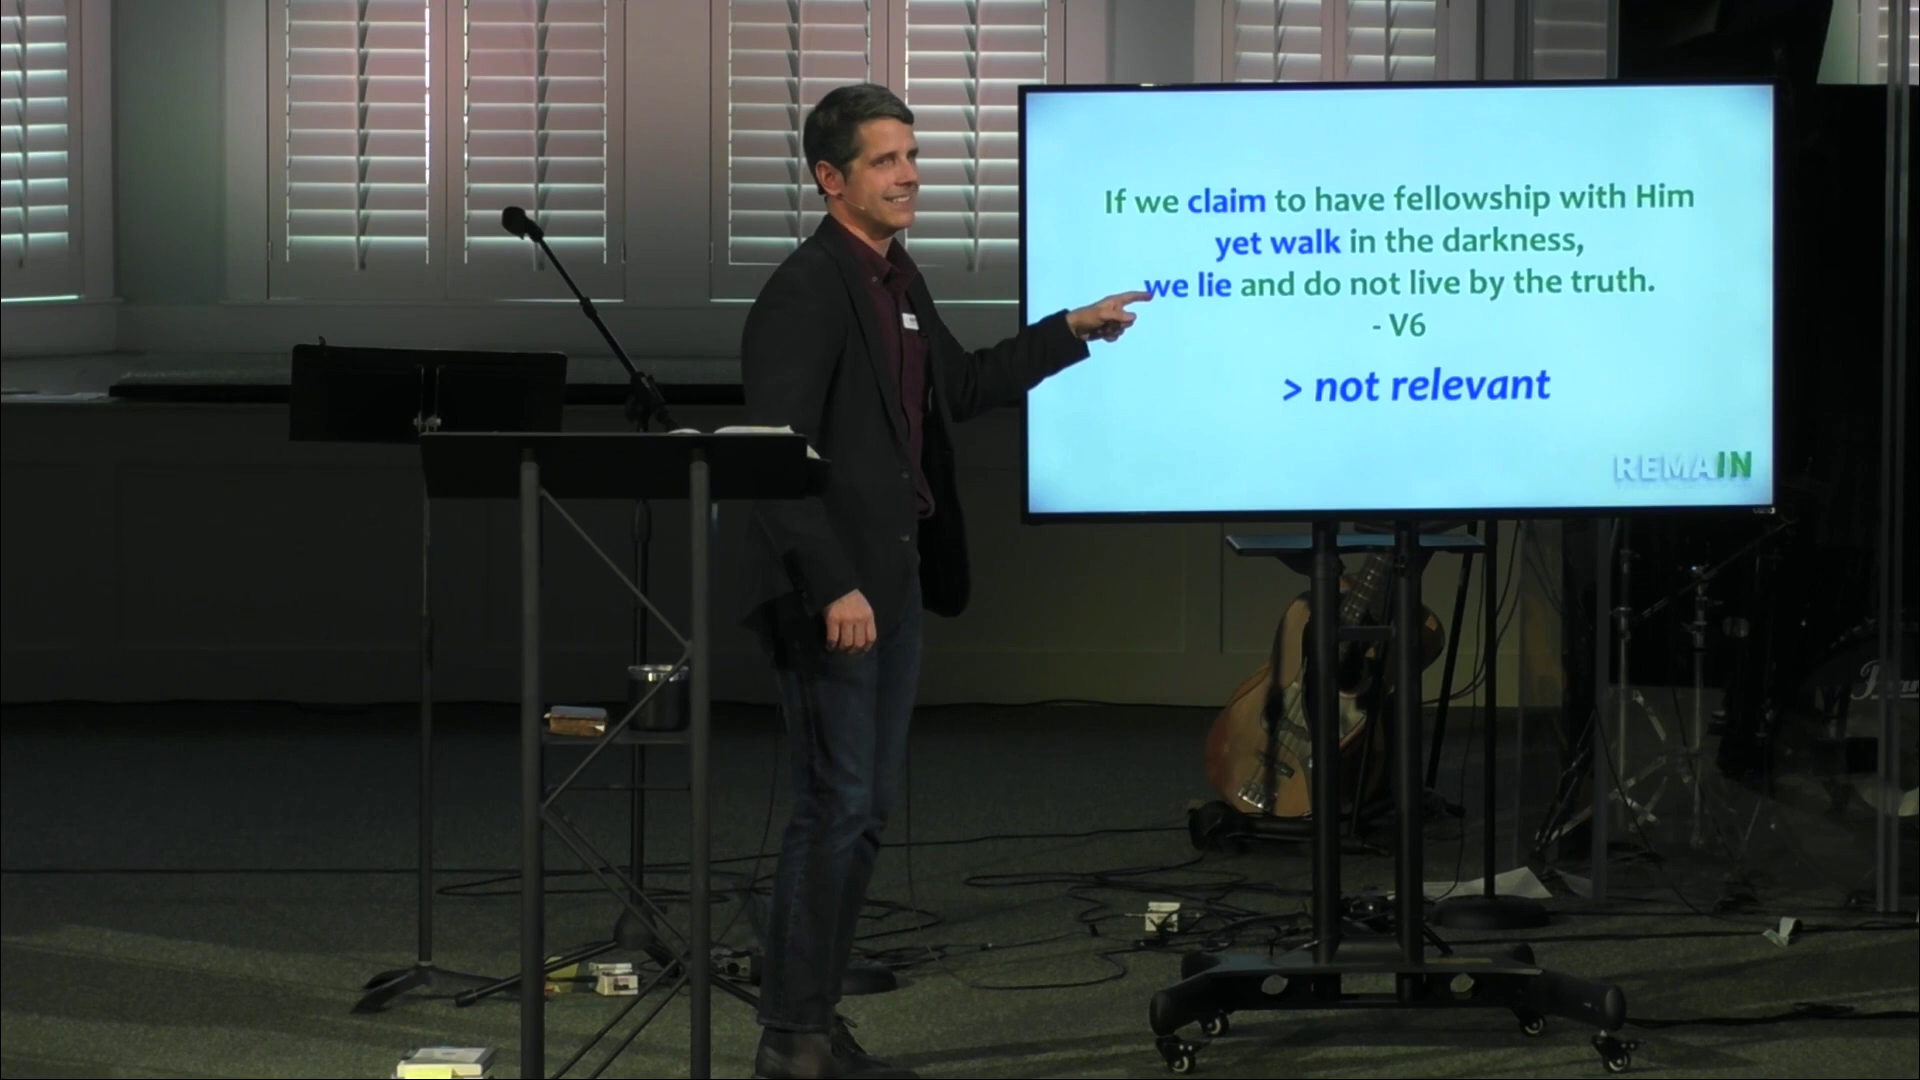 If we claim to have fellowship with Him
yet walk in the darkness,
we lie and do not live by the truth.
- V6
> not relevant
REMAIN